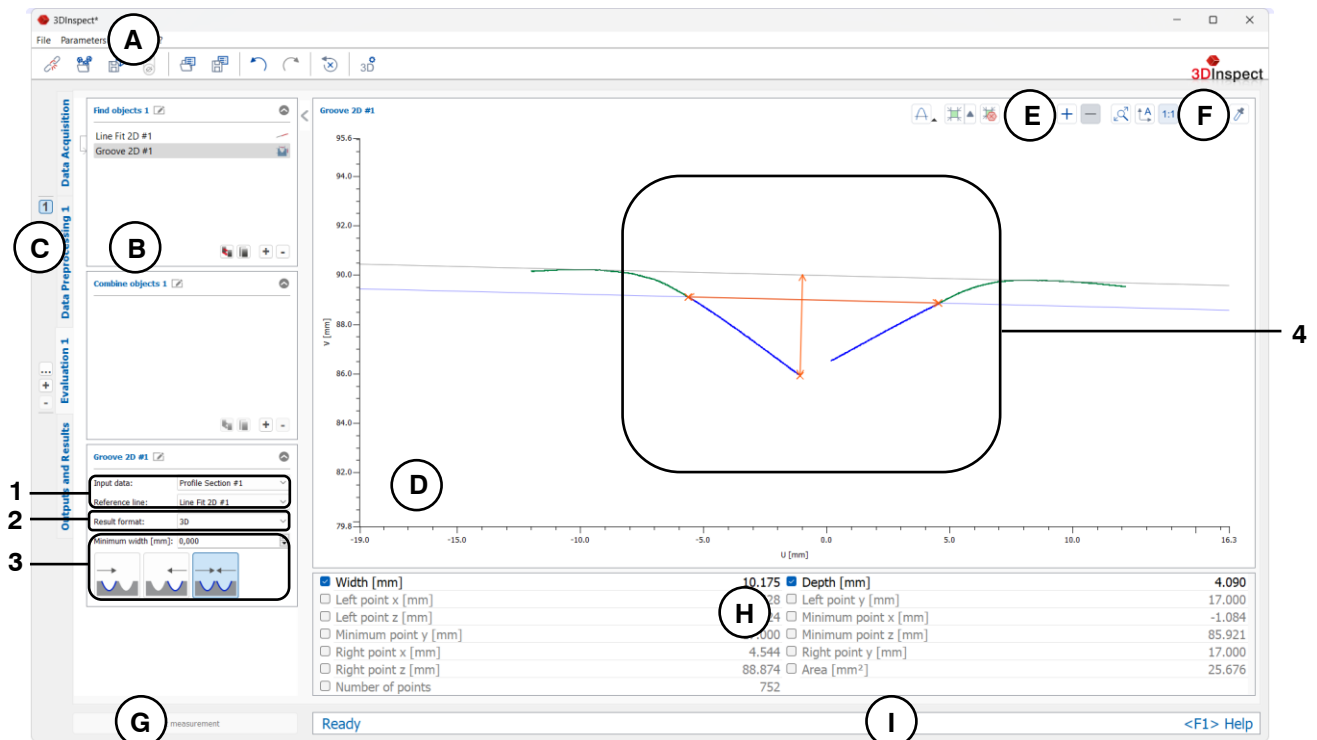 3DInspect*
File Parameters
A
3D
3DInspect
Data Acquisition
Data Preprocessing 1
Evaluation 1
Outputs and Results
1
C
...
+
-
Find objects 1
Line Fit 2D #1
Groove 2D #1
B
+ -
Combine objects 1
+ -
Groove 2D #1
1
Input data: Profile Section #1
Reference line: Line Fit 2D #1
2
Result format: 3D
3
Minimum width [mm]: 0,000
G
measurement
Groove 2D #1
E
+ -
A
1:1
F
95.6
94.0
92.0
90.0
88.0
86.0
84.0
82.0
79.8
V [mm]
4
D
-19.0 -15.0 -10.0 -5.0 0.0 5.0 10.0 16.3
U [mm]
Width [mm] 10.175 Depth [mm] 4.090
Left point x [mm] 28 Left point y [mm] 17.000
Left point z [mm] 24 Minimum point x [mm] -1.084
Minimum point y [mm] .000 Minimum point z [mm] 85.921
Right point x [mm] 4.544 Right point y [mm] 17.000
Right point z [mm] 88.874 Area [mm²] 25.676
Number of points 752
H
Ready
I
<F1> Help